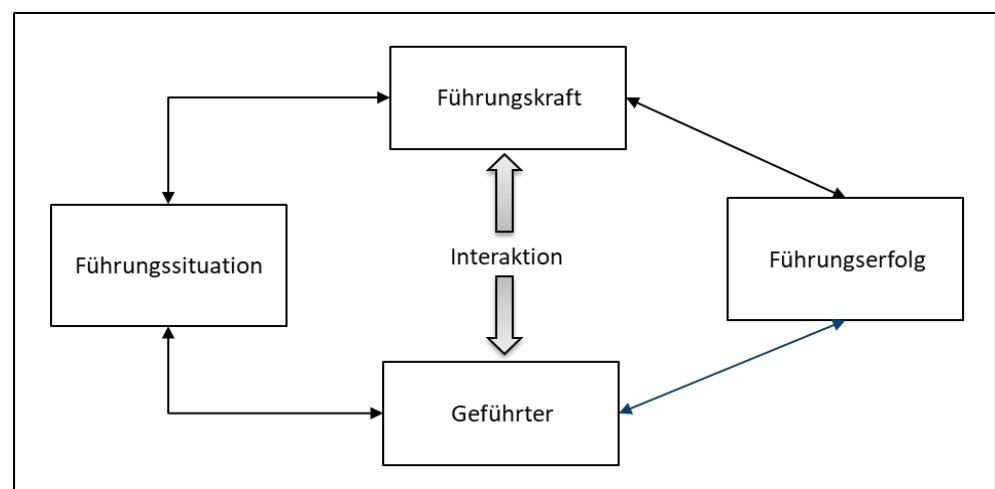 Führungskraft
Führungssituation
Interaktion
Führungserfolg
Geführter